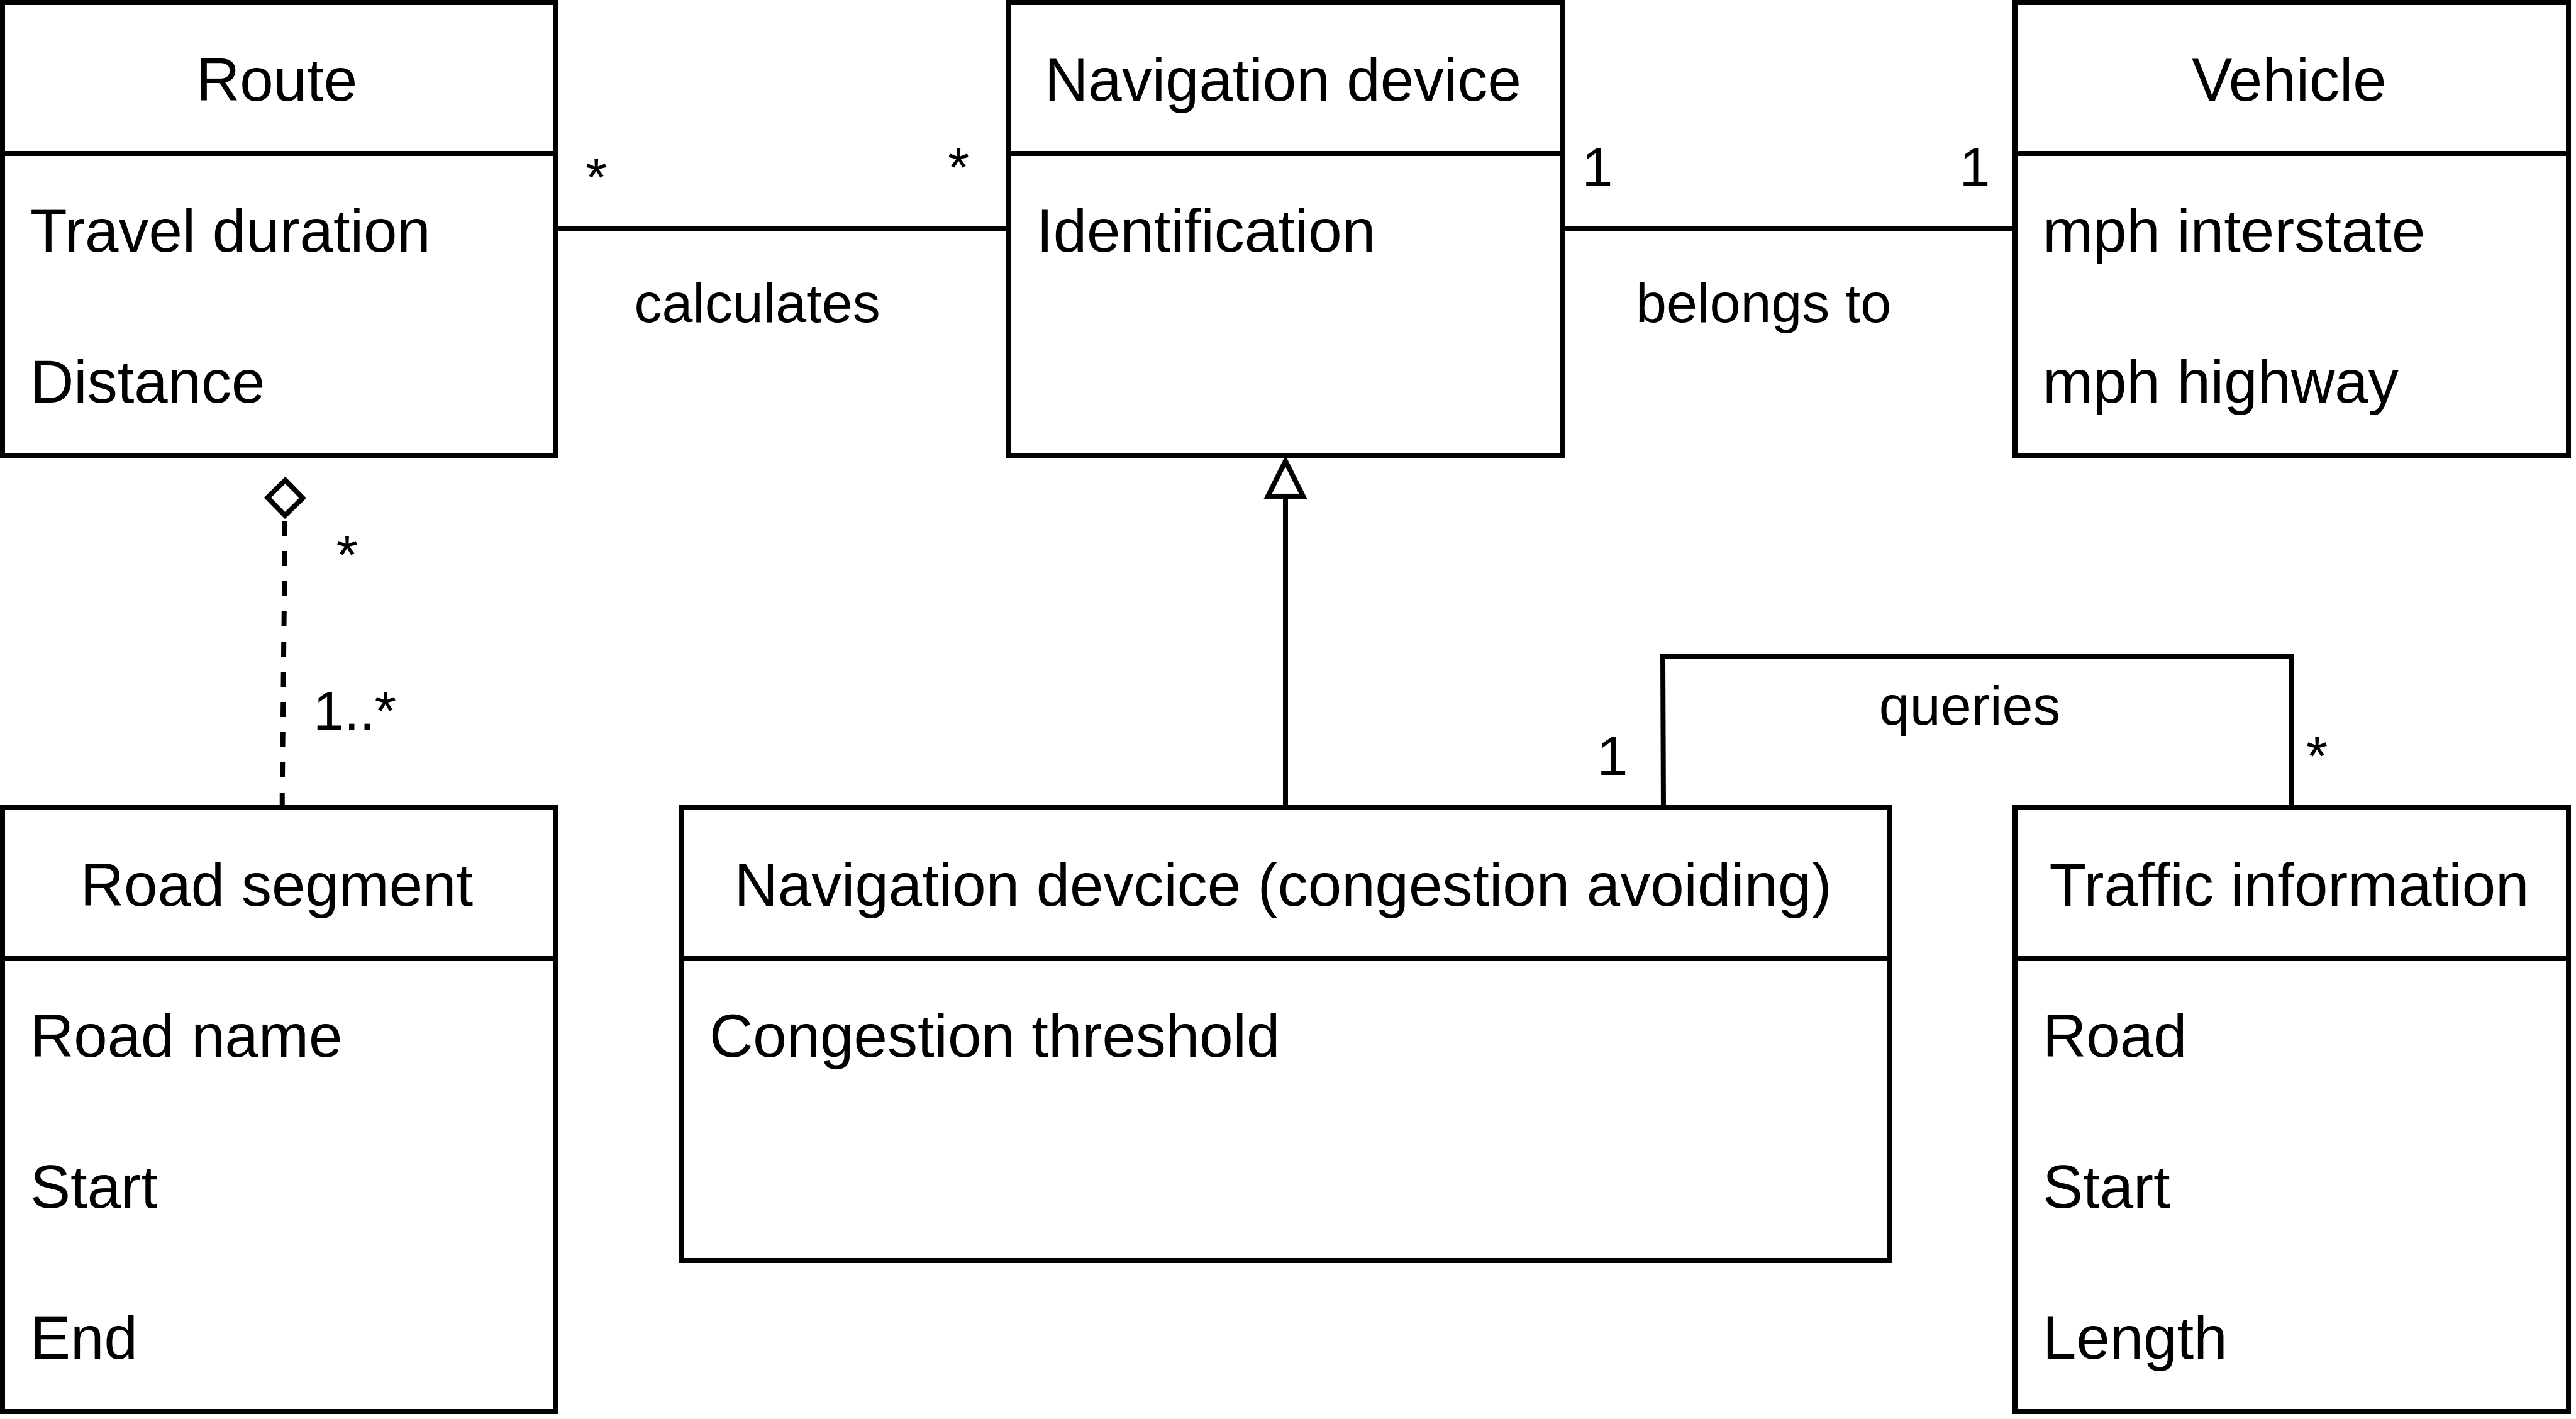 Route
Travel duration
Distance
*
*
calculates
Navigation device
Identification
1
1
belongs to
Vehicle
mph interstate
mph highway
*
1..*
1
queries
*
Road segment
Road name
Start
End
Navigation devcice (congestion avoiding)
Congestion threshold
Traffic information
Road
Start
Length